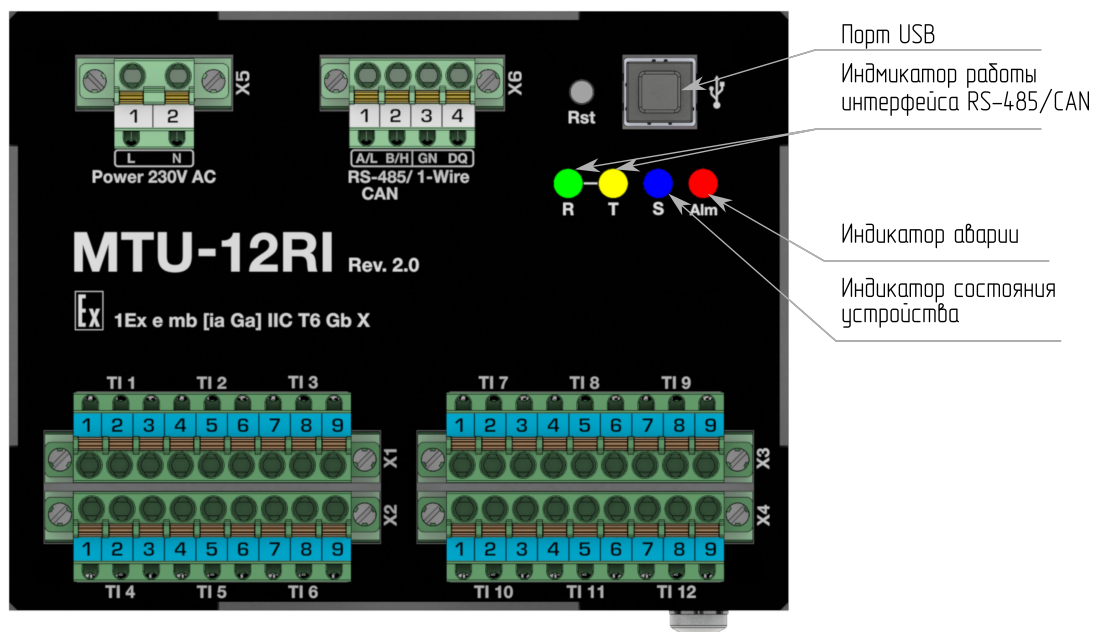 Порт USB
Индмикатор работы
интерфейса RS-485/CAN
X5
X6
1 2
1 2 3 4
Rst
L N
A/L B/H GN DQ
Power 230V AC
RS-485/ 1-Wire
CAN
R T S Alm
Индикатор аварии
MTU-12RI Rev. 2.0
Индикатор состояния
устройства
Ex 1Ex e mb [ia Ga] IIC T6 Gb X
TI 1 TI 2 TI 3
TI 7 TI 8 TI 9
1 2 3 4 5 6 7 8 9
1 2 3 4 5 6 7 8 9
X1
X3
X2
X4
1 2 3 4 5 6 7 8 9
1 2 3 4 5 6 7 8 9
TI 4 TI 5 TI 6
TI 10 TI 11 TI 12